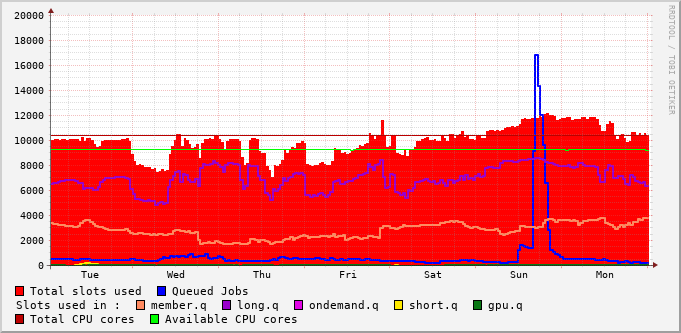 20000
18000
16000
14000
12000
10000
8000
6000
4000
2000
0
Tue Wed Thu Fri Sat Sun Mon
Total slots used Queued Jobs
Slots used in : member.q long.q ondemand.q short.q gpu.q
Total CPU cores Available CPU cores
RRDTOOL / TOBI OETIKER